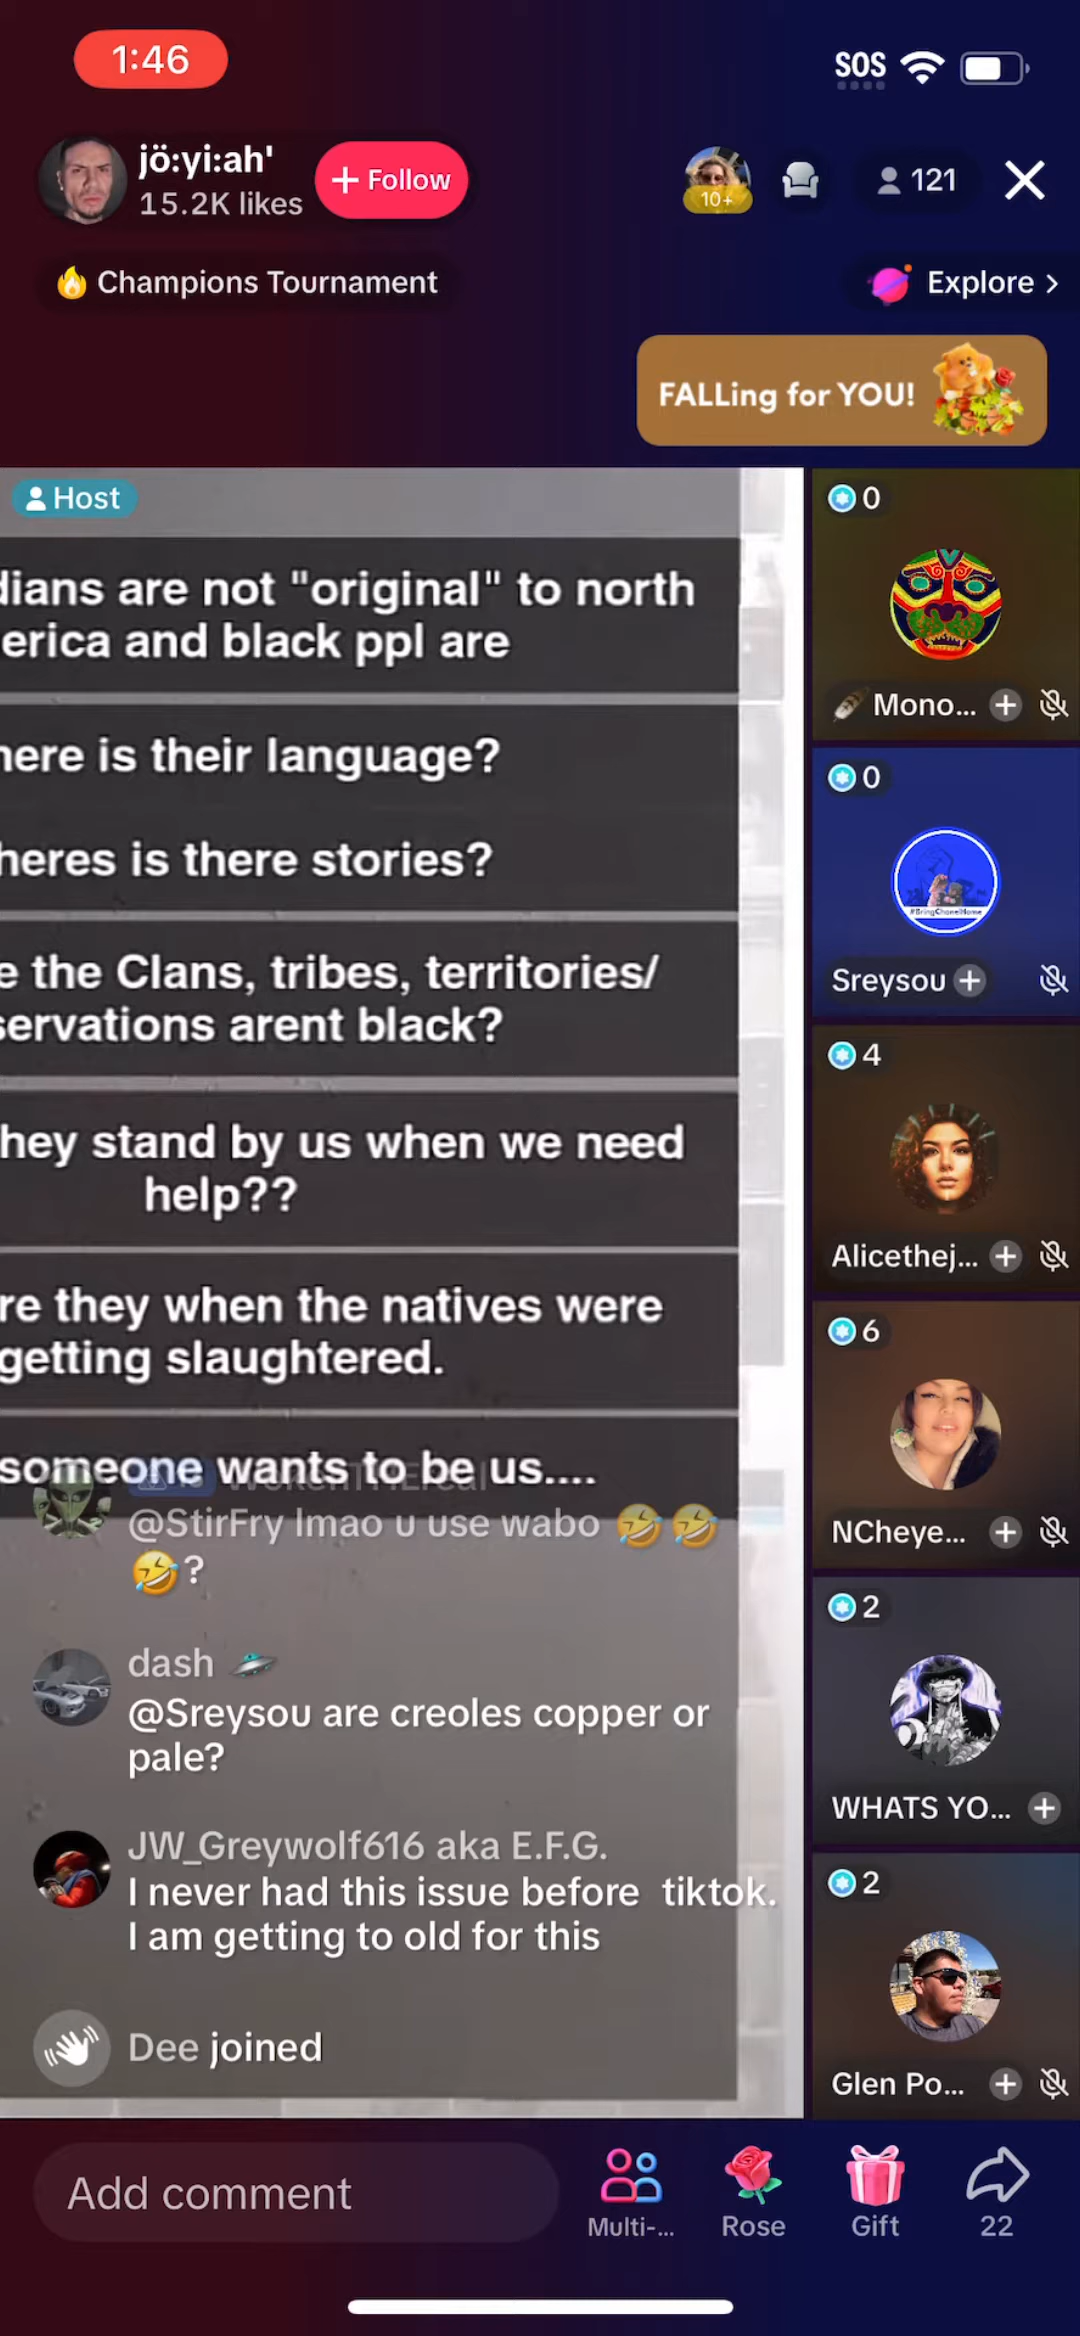 1:46
SOS
jö:yi:ah'
15.2K likes
+ Follow
10+
121
Champions Tournament
Explore >
FALLing for YOU!
Host
dians are not "original" to north
erica and black ppl are
here is their language?
heres is there stories?
e the Clans, tribes, territories/
servations arent black?
hey stand by us when we need
help??
re they when the natives were
getting slaughtered.
someone wants to be us....
@StirFry lmao u use wabo 🤣🤣
🤣?
dash 🛸
@Sreysou are creoles copper or
pale?
JW_Greywolf616 aka E.F.G.
I never had this issue before  tiktok.
I am getting to old for this
Dee joined
0
Mono...
0
#BringChanelHome
Sreysou
4
Alicethej...
6
NCheye...
2
WHATS YO...
2
Glen Po...
Add comment
Multi-...
Rose
Gift
22